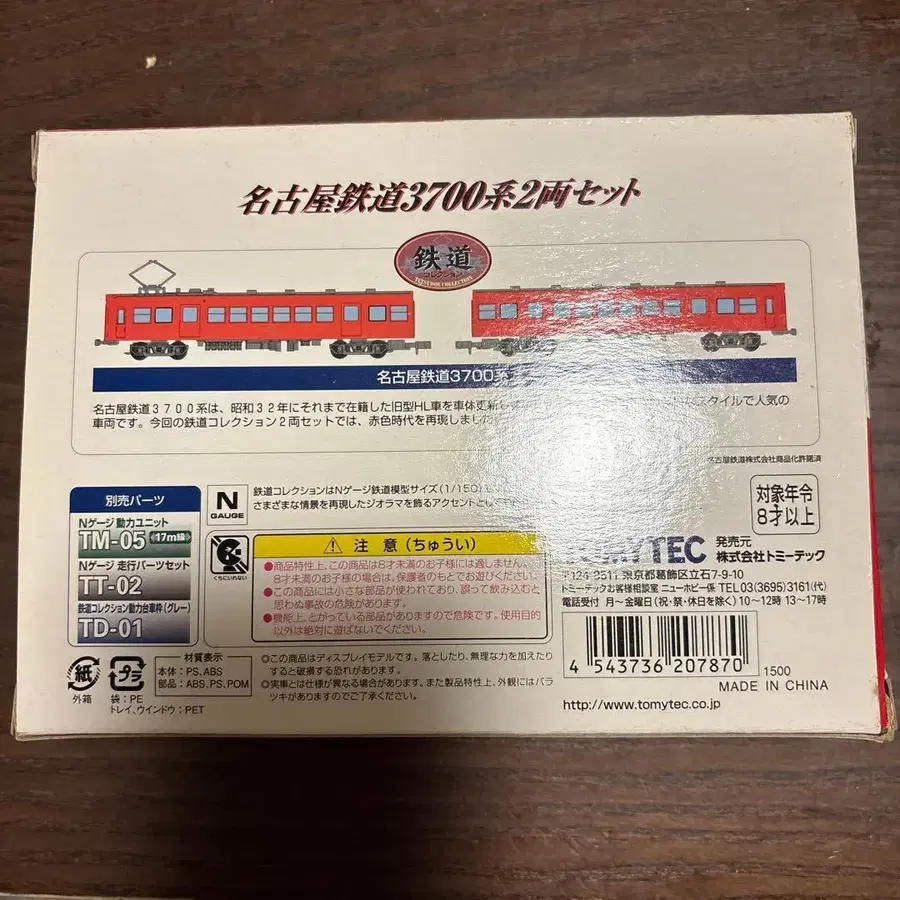 名古屋鉄道3700系2両セット
鉄道
コレクション
TETSUDOU COLLECTION
名古屋鉄道3700系
名古屋鉄道3700系は、昭和32年にそれまで在籍した旧型HL車を車体更新し
スタイルで人気の
車両です。今回の鉄道コレクション2両セットでは、赤色時代を再現しました
名古屋鉄道株式会社商品化許諾済
別売パーツ
Nゲージ 動力ユニット
TM-05 17m級
Nゲージ 走行パーツセット
TT-02
鉄道コレクション動力台車枠(グレー)
TD-01
N
GAUGE
鉄道コレクションはNゲージ鉄道模型サイズ(1/150)
さまざまな情景を再現したジオラマを飾るアクセントとして
くちにいれない
注意(ちゅうい)
●商品特性上、この商品は8才未満のお子様には適しません。
8才未満のお子様の場合は、保護者のもとでお遊びください。
●この商品には小さな部品が使われており、誤って飲み込むと
思わぬ事故の危険があります。
●機能上、とがっている部品がありますので危険です。使用目的
以外は絶対に遊ばないでください。
対象年令
8才以上
TOMYTEC 発売元
株式会社トミーテック
〒124-8511 東京都葛飾区立石7-9-10
トミーテックお客様相談室 ニューホビー係 TEL03(3695)3161(代)
電話受付 月〜金曜日(祝・祭・休日を除く)10〜12時 13〜17時
紙
外箱
プラ
袋:PE
トレイ、ウインドウ:PET
材質表示
本体:PS,ABS
部品:ABS,PS,POM
◎この商品はディスプレイモデルです。落としたり、無理な力を加えたり
すると破損する恐れがあります。
◎実車とは仕様が異なる場合があります。また製品特性上、外観にはバラ
ツキがありますのでご了承ください。
4 543736 207870
1500
MADE IN CHINA
http://www.tomytec.co.jp